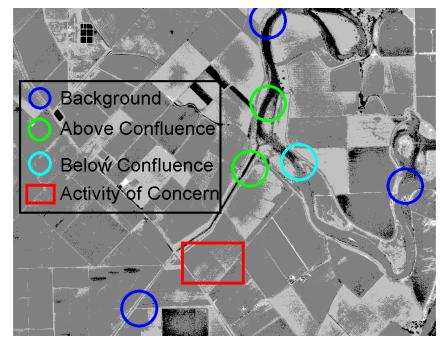 Background
Above Confluence
Below Confluence
Activity of Concern